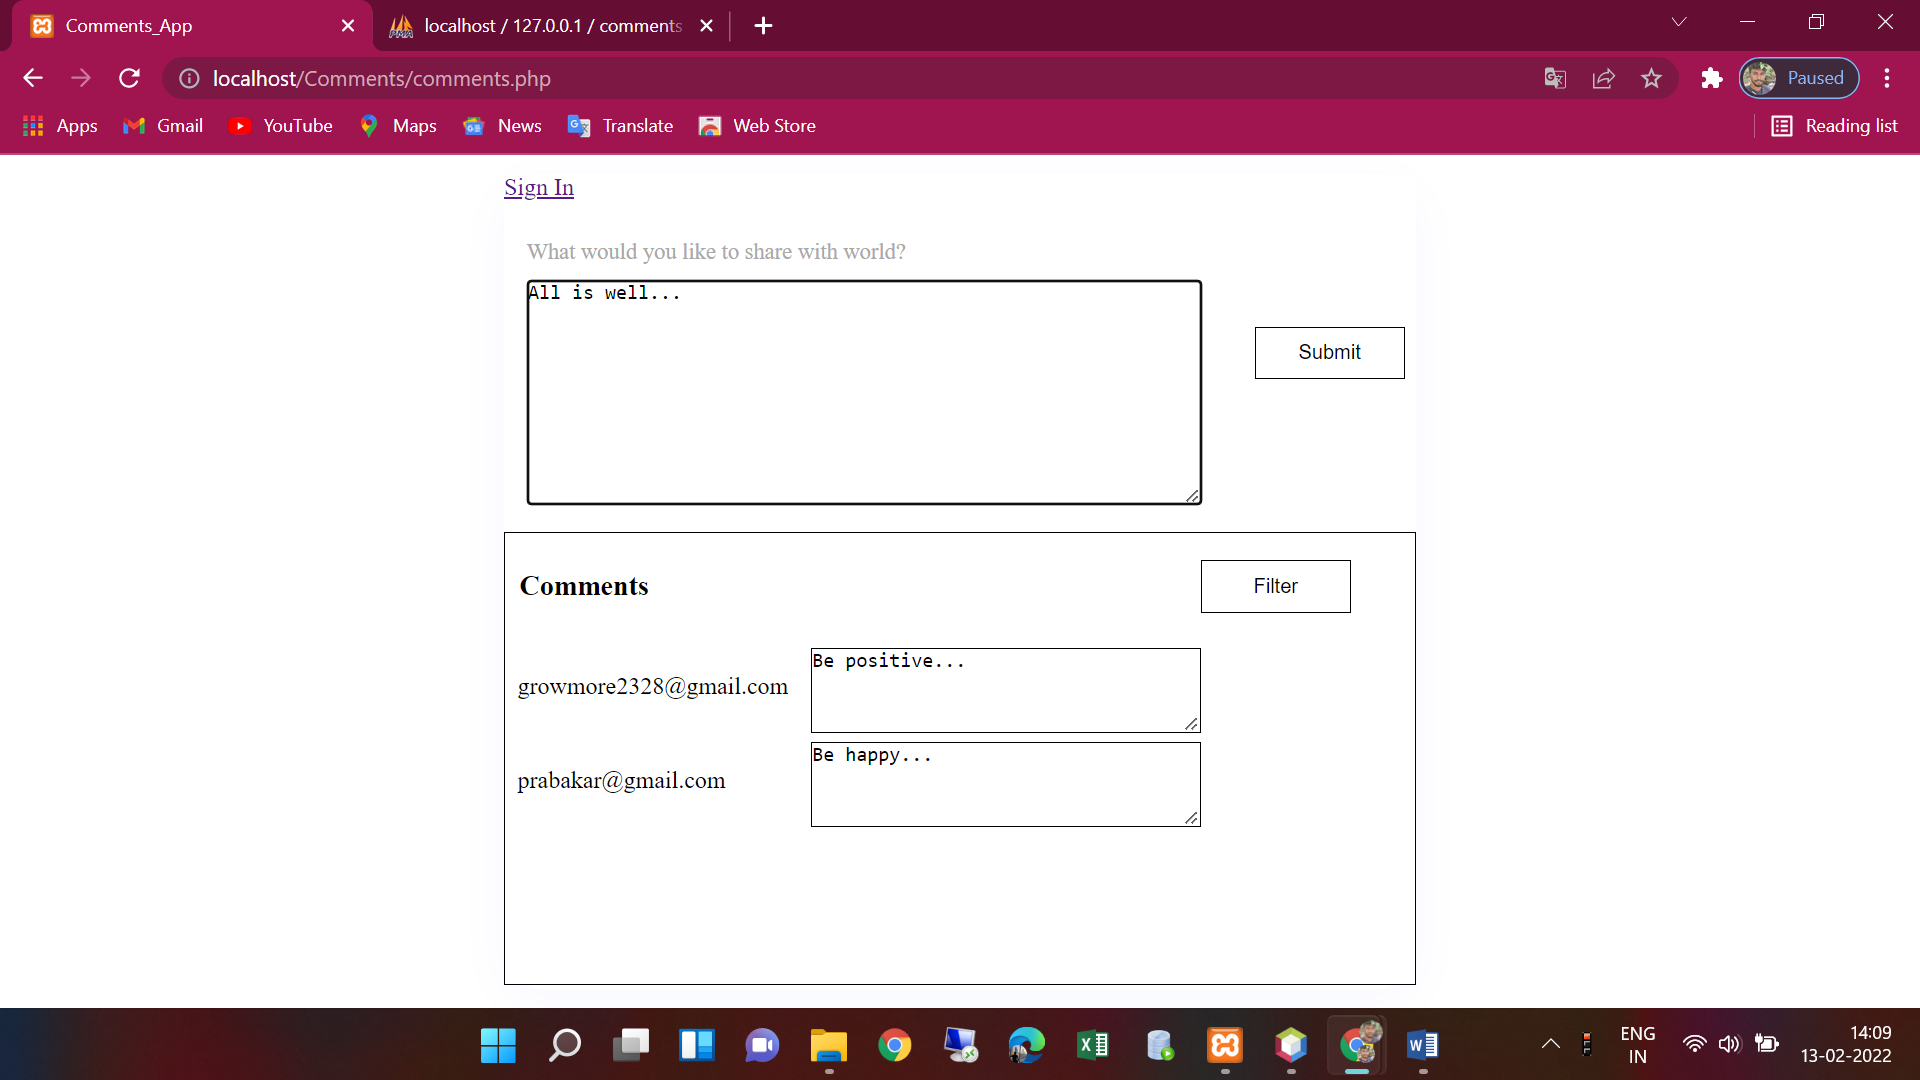 Comments_App
localhost / 127.0.0.1 / comments
localhost/Comments/comments.php
Paused
Apps
Gmail
YouTube
Maps
News
Translate
Web Store
Reading list
Sign In
What would you like to share with world?
All is well...
Submit
Comments
Filter
growmore2328@gmail.com
Be positive...
prabakar@gmail.com
Be happy...
ENG
IN
14:09
13-02-2022